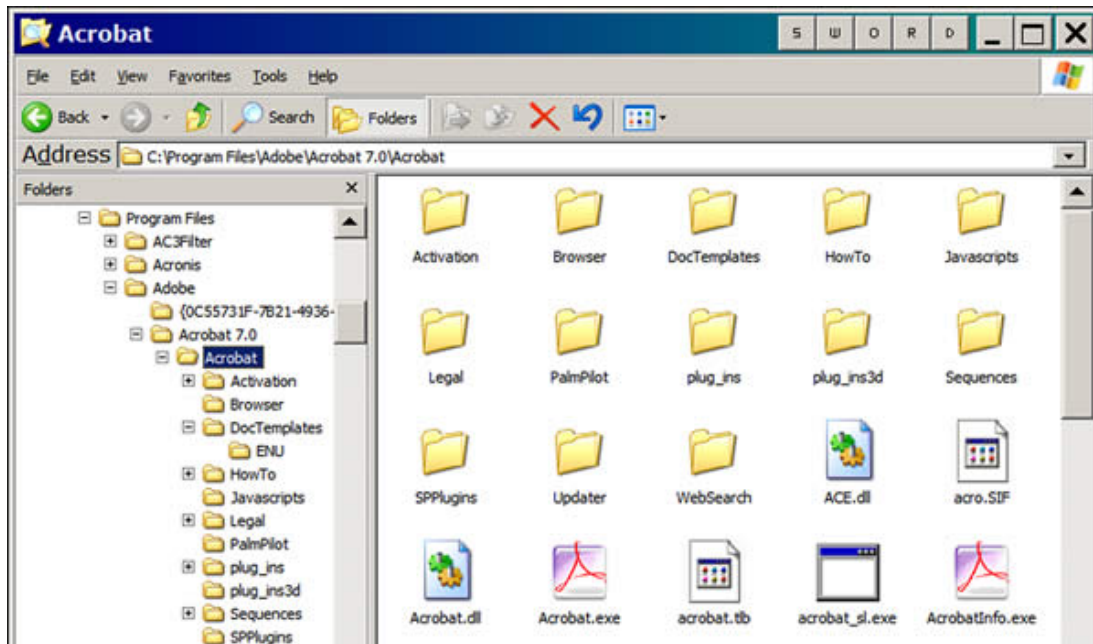 Acrobat S W O R D
File Edit View Favorites Tools Help
Back Search Folders
Address C:\Program Files\Adobe\Acrobat 7.0\Acrobat
Folders
Program Files
AC3Filter
Acronis
Adobe
{0C55731F-7B21-4936-
Acrobat 7.0
Acrobat
Activation
Browser
DocTemplates
ENU
HowTo
Javascripts
Legal
PalmPilot
plug_ins
plug_ins3d
Sequences
SPPlugins
Activation Browser DocTemplates HowTo Javascripts
Legal PalmPilot plug_ins plug_ins3d Sequences
SPPlugins Updater WebSearch ACE.dll acro.SIF
Acrobat.dll Acrobat.exe acrobat.tlb acrobat_sl.exe AcrobatInfo.exe